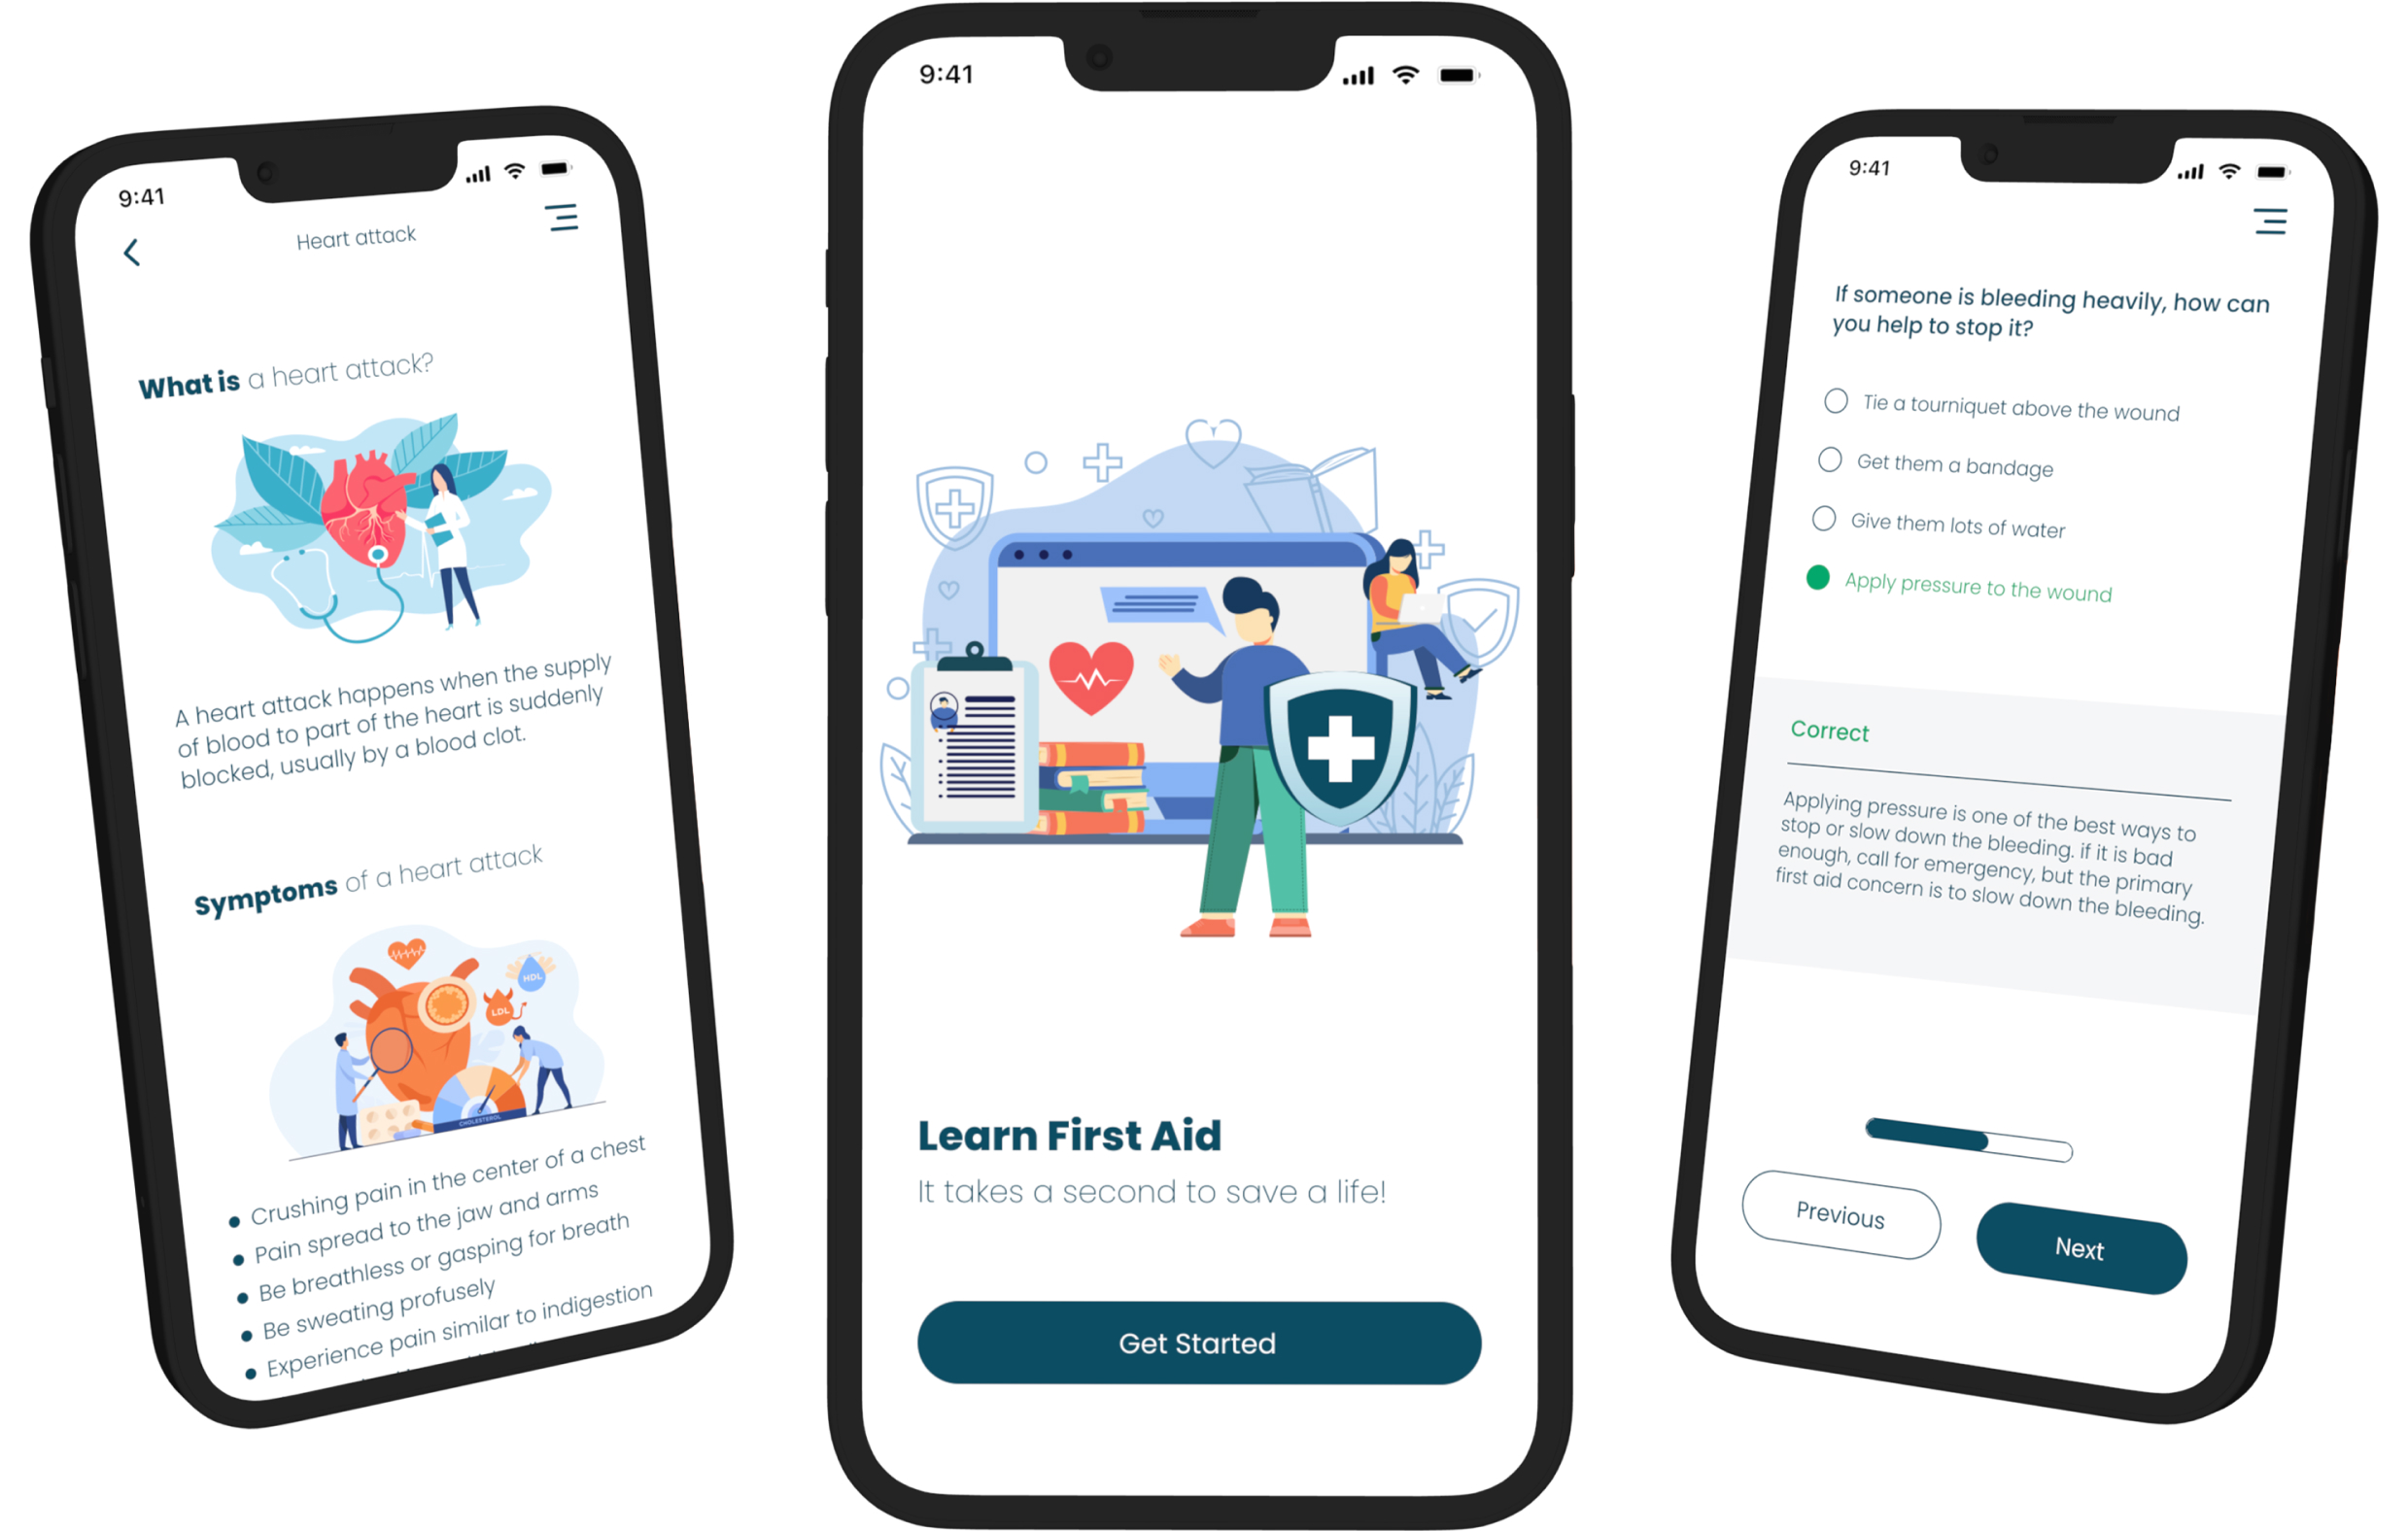 9:41
Heart attack
What is a heart attack?
A heart attack happens when the supply
of blood to part of the heart is suddenly
blocked, usually by a blood clot.
Symptoms of a heart attack
HDL
LDL
CHOLESTEROL
Crushing pain in the center of a chest
Pain spread to the jaw and arms
Be breathless or gasping for breath
Be sweating profusely
Experience pain similar to indigestion
9:41
Learn First Aid
It takes a second to save a life!
Get Started
9:41
If someone is bleeding heavily, how can
you help to stop it?
Tie a tourniquet above the wound
Get them a bandage
Give them lots of water
Apply pressure to the wound
Correct
Applying pressure is one of the best ways to
stop or slow down the bleeding. if it is bad
enough, call for emergency, but the primary
first aid concern is to slow down the bleeding.
Previous
Next